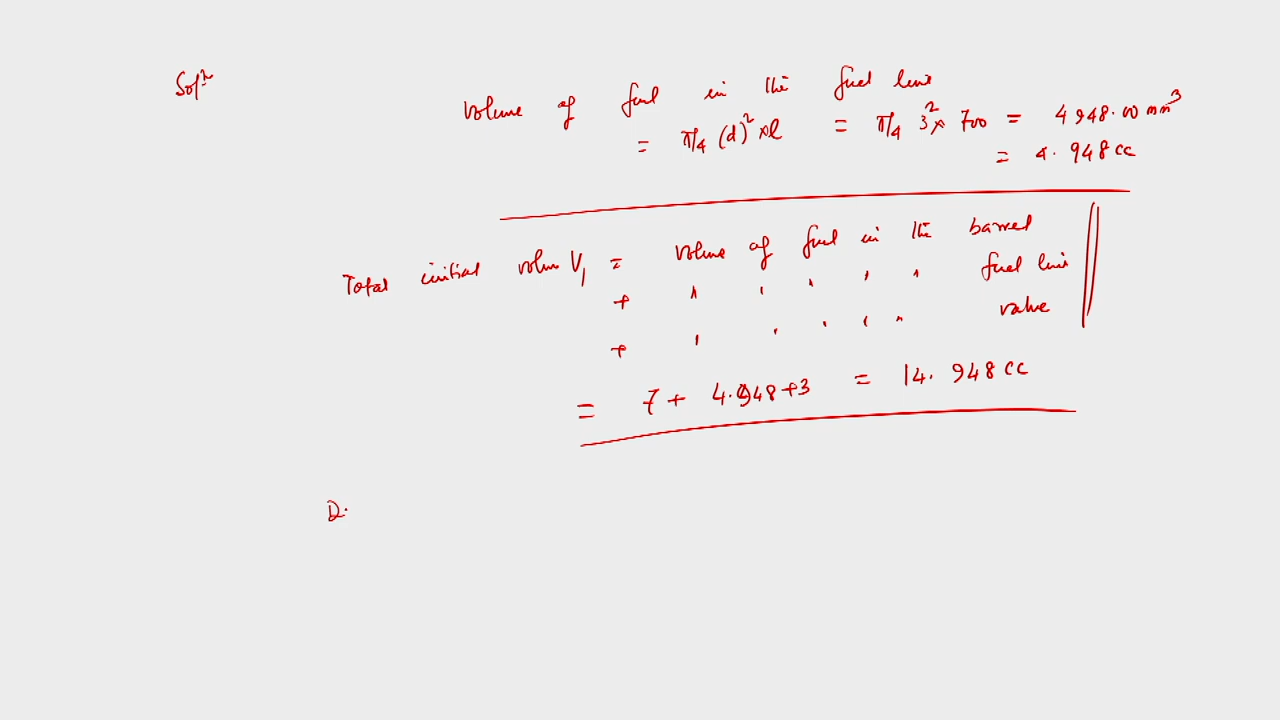 Solⁿ
Volume of fuel in the fuel line
= π/4 (d)² × l = π/4 3² × 700 = 4948.00 mm³
= 4.948 cc
Total initial volum V₁ = Volume of fuel in the barrel
+ " " " " " fuel line
+ " " " " " valve
= 7 + 4.948 + 3 = 14.948 cc
D.